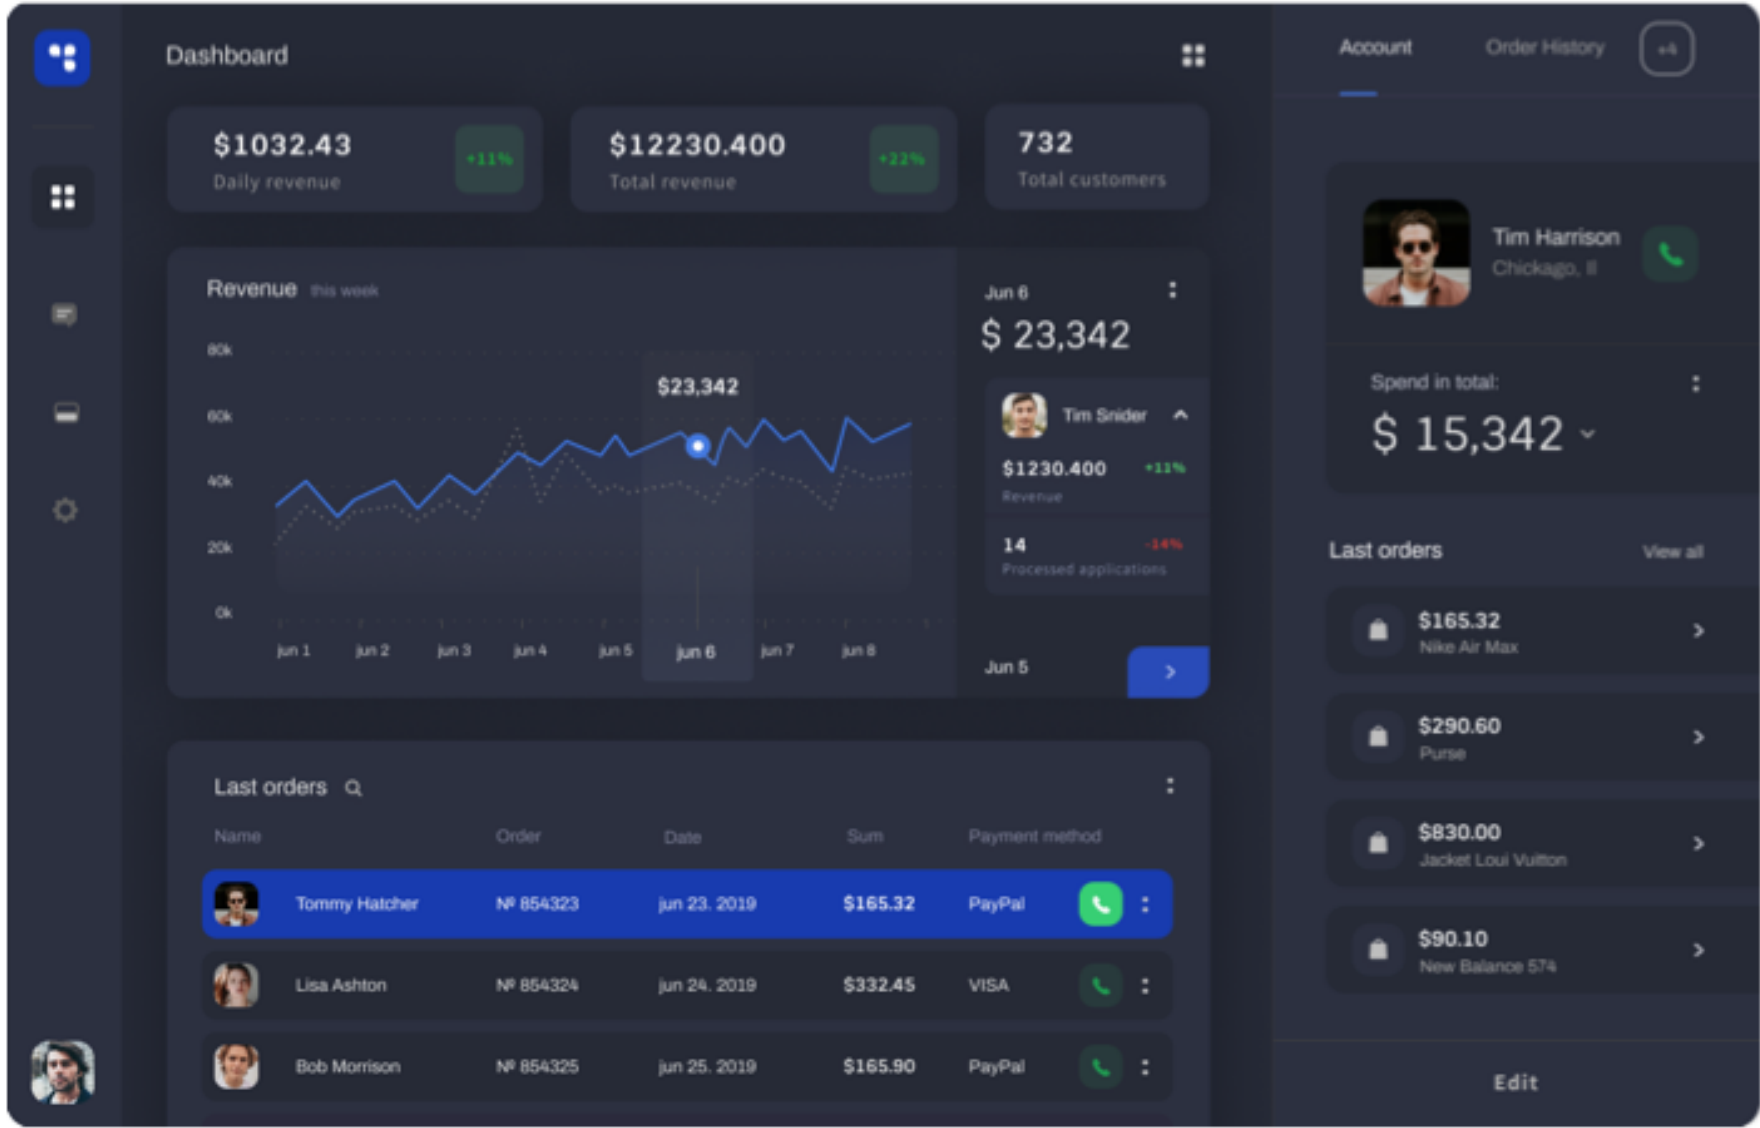 Dashboard
$1032.43
Daily revenue
+11%
$12230.400
Total revenue
+22%
732
Total customers
Revenue this week
80k
60k
40k
20k
0k
$23,342
jun 1 jun 2 jun 3 jun 4 jun 5 jun 6 jun 7 jun 8
Jun 6
$ 23,342
Tim Snider
$1230.400 +11%
Revenue
14 -14%
Processed applications
Jun 5
Last orders
Name Order Date Sum Payment method
Tommy Hatcher № 854323 jun 23. 2019 $165.32 PayPal
Lisa Ashton № 854324 jun 24. 2019 $332.45 VISA
Bob Morrison № 854325 jun 25. 2019 $165.90 PayPal
Account Order History +4
Tim Harrison
Chickago, Il
Spend in total:
$ 15,342
Last orders View all
$165.32
Nike Air Max
$290.60
Purse
$830.00
Jacket Loui Vuitton
$90.10
New Balance 574
Edit